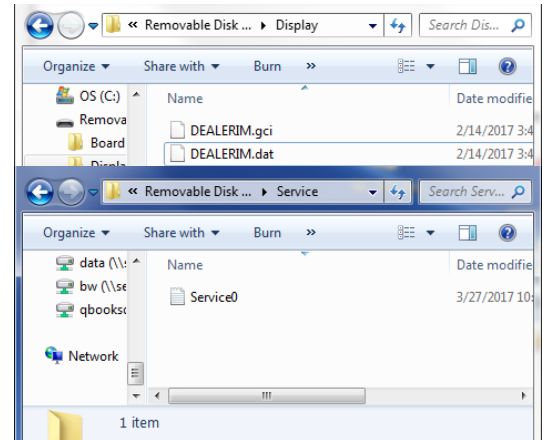 « Removable Disk ... ▸ Display
Search Dis...
Organize ▾ Share with ▾ Burn »
OS (C:)
Name
Date modifie
Remova
DEALERIM.gci
2/14/2017 3:4
Board
DEALERIM.dat
2/14/2017 3:4
Displa
« Removable Disk ... ▸ Service
Search Serv...
Organize ▾ Share with ▾ Burn »
data (\\s
Name
Date modifie
bw (\\se
Service0
3/27/2017 10:
qbooksc
Network
1 item